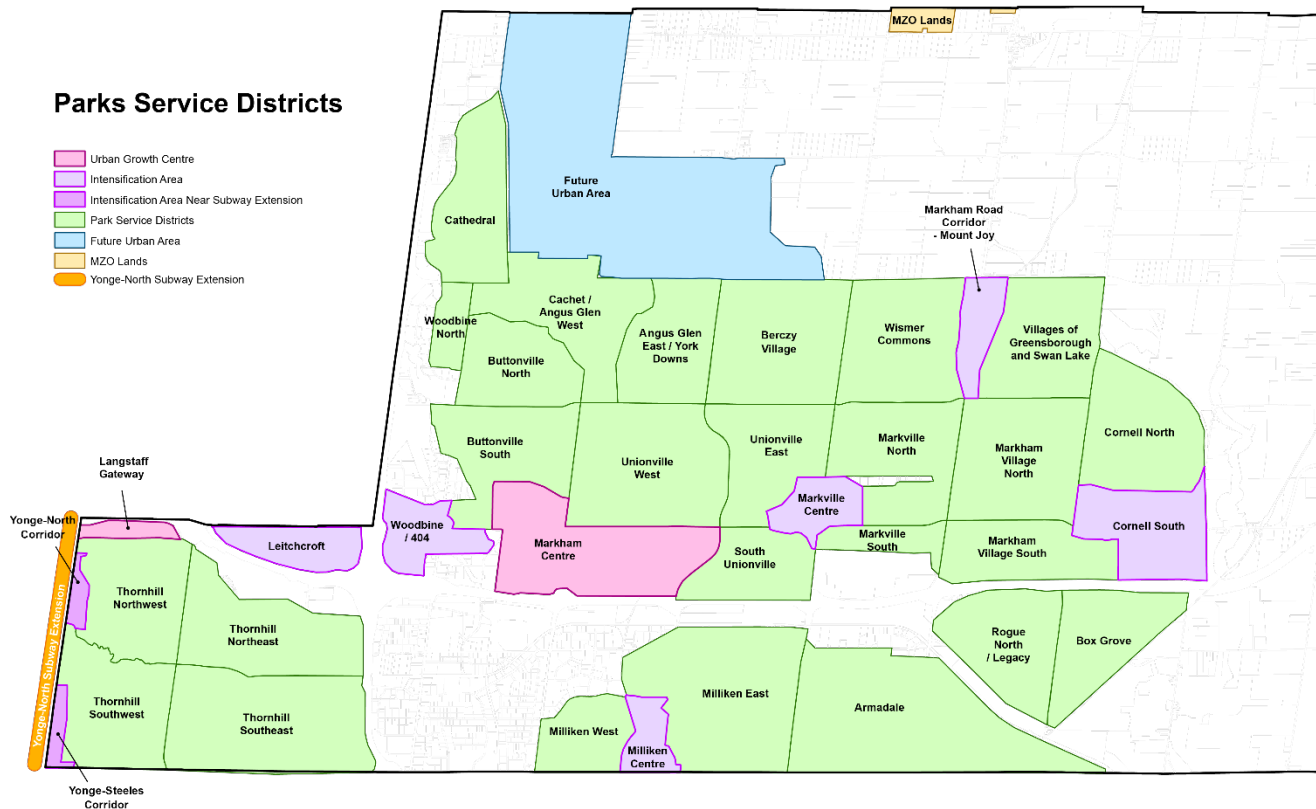 MZO Lands
Parks Service Districts
Urban Growth Centre
Intensification Area
Intensification Area Near Subway Extension
Park Service Districts
Future Urban Area
MZO Lands
Yonge-North Subway Extension
Future
Urban Area
Cathedral
Markham Road
Corridor
- Mount Joy
Woodbine
North
Cachet /
Angus Glen
West
Angus Glen
East / York
Downs
Berczy
Village
Wismer
Commons
Villages of
Greensborough
and Swan Lake
Buttonville
North
Buttonville
South
Unionville
West
Unionville
East
Markville
North
Markham
Village
North
Cornell North
Langstaff
Gateway
Yonge-North
Corridor
Leitchcroft
Woodbine
/ 404
Markham
Centre
Markville
Centre
South
Unionville
Markville
South
Markham
Village South
Cornell South
Thornhill
Northwest
Thornhill
Northeast
Yonge-North Subway Extension
Thornhill
Southwest
Thornhill
Southeast
Rogue
North
/ Legacy
Box Grove
Milliken West
Milliken
Centre
Milliken East
Armadale
Yonge-Steeles
Corridor